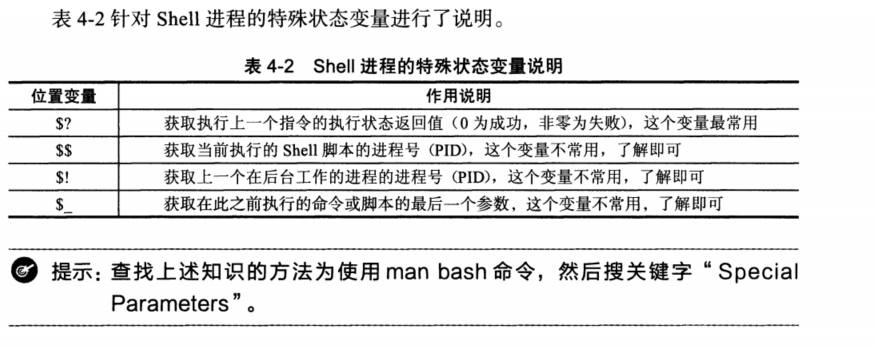 表 4-2 针对 Shell 进程的特殊状态变量进行了说明。
表 4-2 Shell 进程的特殊状态变量说明
位置变量 作用说明
$? 获取执行上一个指令的执行状态返回值（0 为成功，非零为失败），这个变量最常用
$$ 获取当前执行的 Shell 脚本的进程号（PID），这个变量不常用，了解即可
$! 获取上一个在后台工作的进程的进程号（PID），这个变量不常用，了解即可
$_ 获取在此之前执行的命令或脚本的最后一个参数，这个变量不常用，了解即可
提示：查找上述知识的方法为使用 man bash 命令，然后搜关键字“Special
Parameters”。